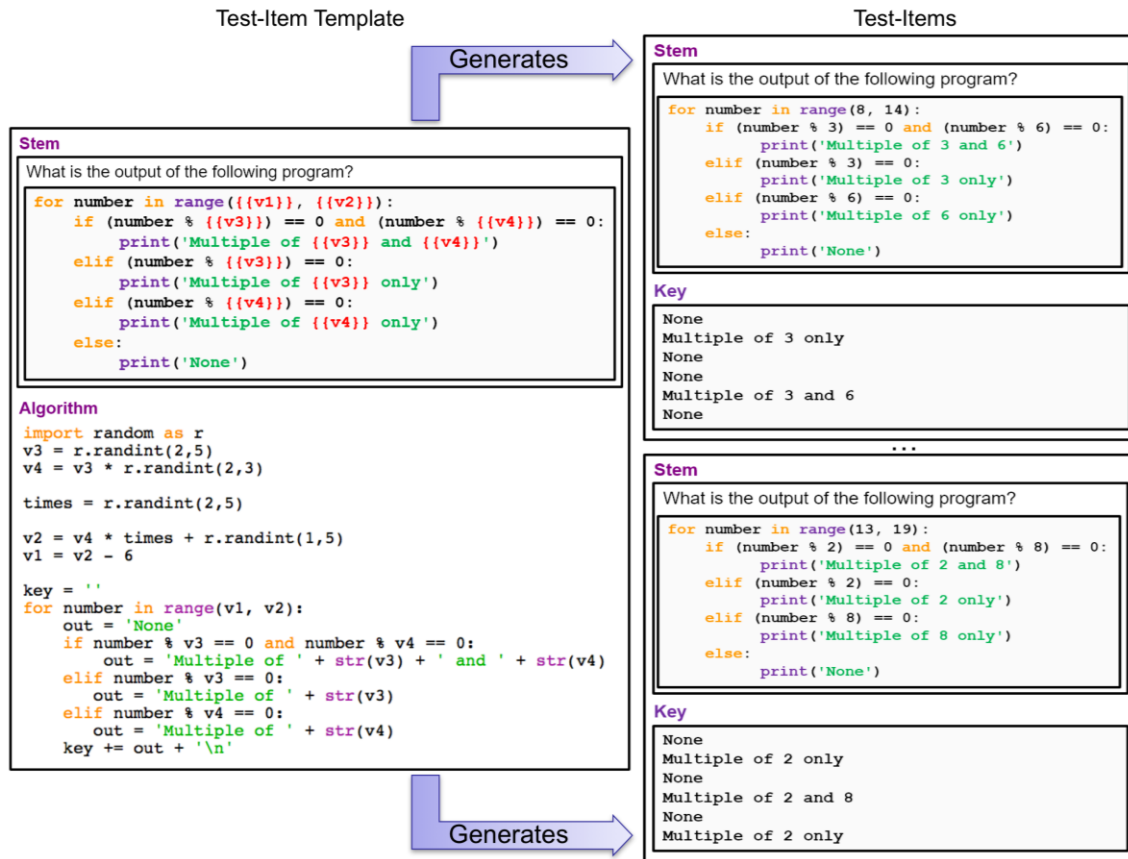 Test-Item Template
Test-Items
Generates
Stem
What is the output of the following program?
for number in range({{v1}}, {{v2}}):
    if (number % {{v3}}) == 0 and (number % {{v4}}) == 0:
        print('Multiple of {{v3}} and {{v4}}')
    elif (number % {{v3}}) == 0:
        print('Multiple of {{v3}} only')
    elif (number % {{v4}}) == 0:
        print('Multiple of {{v4}} only')
    else:
        print('None')
Algorithm
import random as r
v3 = r.randint(2,5)
v4 = v3 * r.randint(2,3)
times = r.randint(2,5)
v2 = v4 * times + r.randint(1,5)
v1 = v2 - 6
key = ''
for number in range(v1, v2):
    out = 'None'
    if number % v3 == 0 and number % v4 == 0:
        out = 'Multiple of ' + str(v3) + ' and ' + str(v4)
    elif number % v3 == 0:
       out = 'Multiple of ' + str(v3)
    elif number % v4 == 0:
       out = 'Multiple of ' + str(v4)
    key += out + '\n'
Generates
Stem
What is the output of the following program?
for number in range(8, 14):
    if (number % 3) == 0 and (number % 6) == 0:
        print('Multiple of 3 and 6')
    elif (number % 3) == 0:
        print('Multiple of 3 only')
    elif (number % 6) == 0:
        print('Multiple of 6 only')
    else:
        print('None')
Key
None
Multiple of 3 only
None
None
Multiple of 3 and 6
None
...
Stem
What is the output of the following program?
for number in range(13, 19):
    if (number % 2) == 0 and (number % 8) == 0:
        print('Multiple of 2 and 8')
    elif (number % 2) == 0:
        print('Multiple of 2 only')
    elif (number % 8) == 0:
        print('Multiple of 8 only')
    else:
        print('None')
Key
None
Multiple of 2 only
None
Multiple of 2 and 8
None
Multiple of 2 only